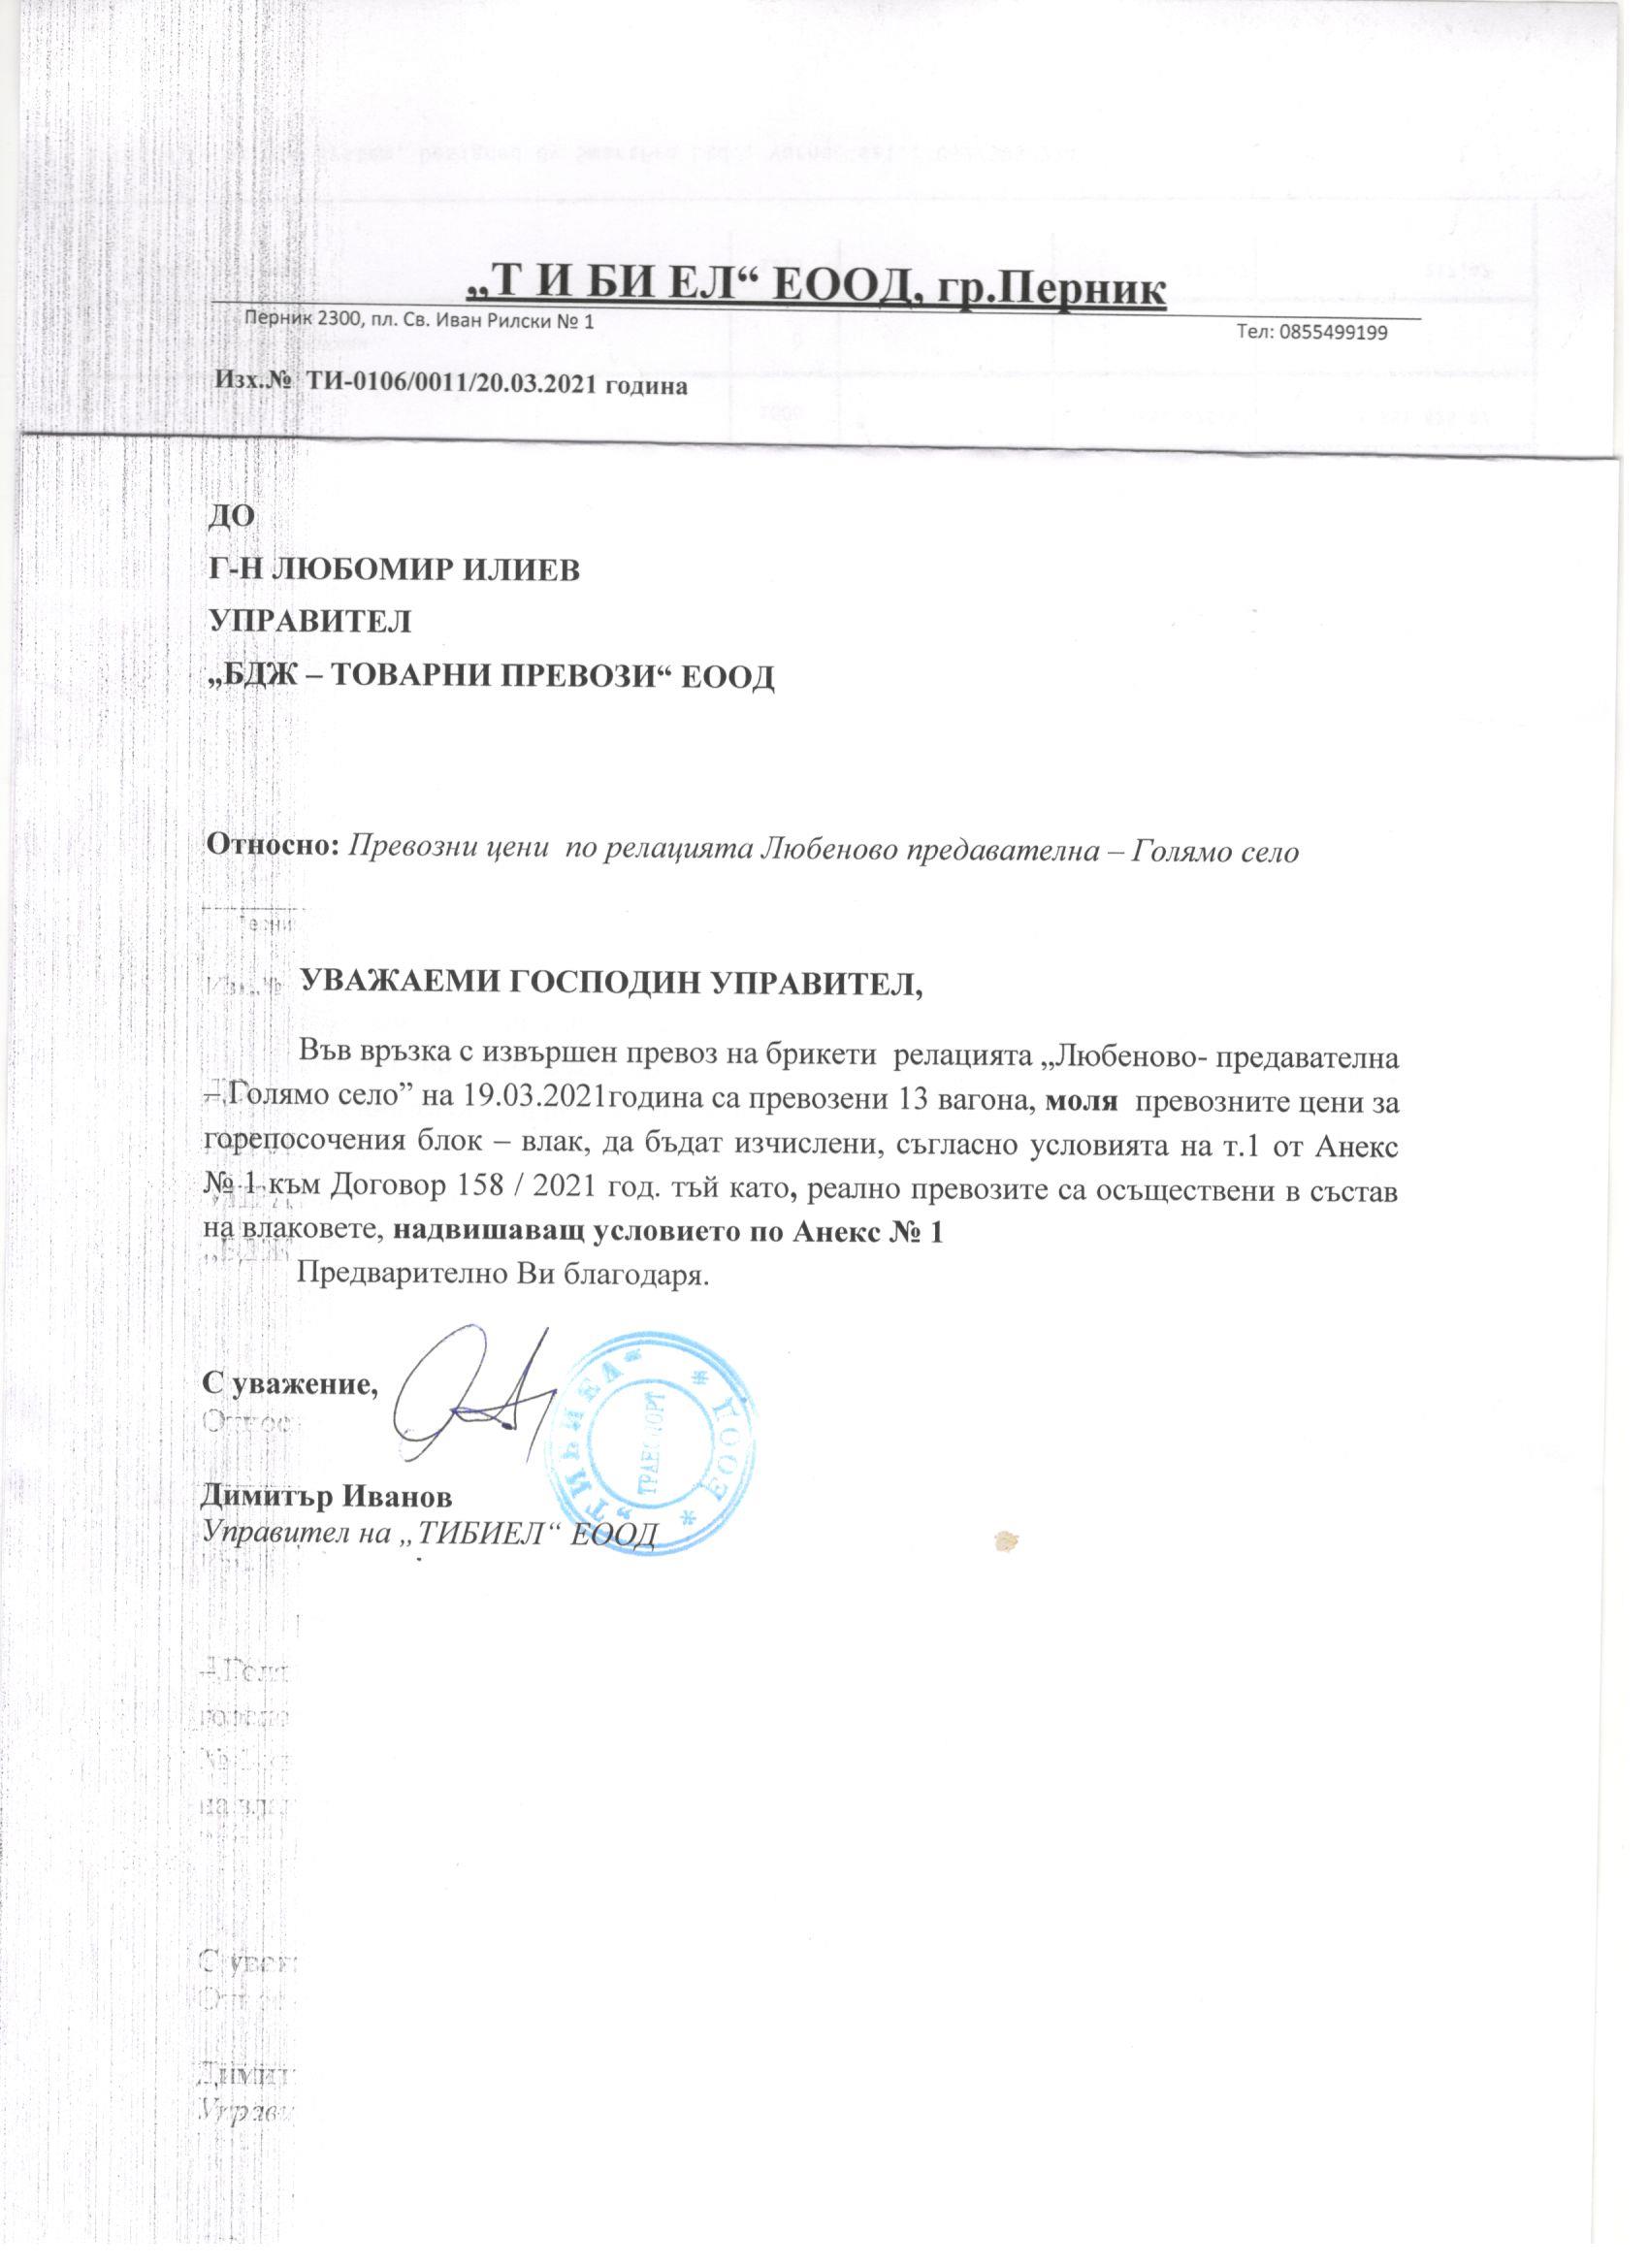 „Т И БИ ЕЛ“ ЕООД, гр.Перник
Перник 2300, пл. Св. Иван Рилски № 1
Тел: 0855499199
Изх.№ ТИ-0106/0011/20.03.2021 година
ДО
Г-Н ЛЮБОМИР ИЛИЕВ
УПРАВИТЕЛ
„БДЖ – ТОВАРНИ ПРЕВОЗИ“ ЕООД
Относно: Превозни цени по релацията Любеново предавателна – Голямо село
УВАЖАЕМИ ГОСПОДИН УПРАВИТЕЛ,
Във връзка с извършен превоз на брикети релацията „Любеново- предавателна
– Голямо село” на 19.03.2021година са превозени 13 вагона, моля превозните цени за
горепосочения блок – влак, да бъдат изчислени, съгласно условията на т.1 от Анекс
№ 1 към Договор 158 / 2021 год. тъй като, реално превозите са осъществени в състав
на влаковете, надвишаващ условието по Анекс № 1
Предварително Ви благодаря.
С уважение,
„ТИБИЕЛ“ * ЕООД *
ТРАНСПОРТ
Димитър Иванов
Управител на „ТИБИЕЛ“ ЕООД